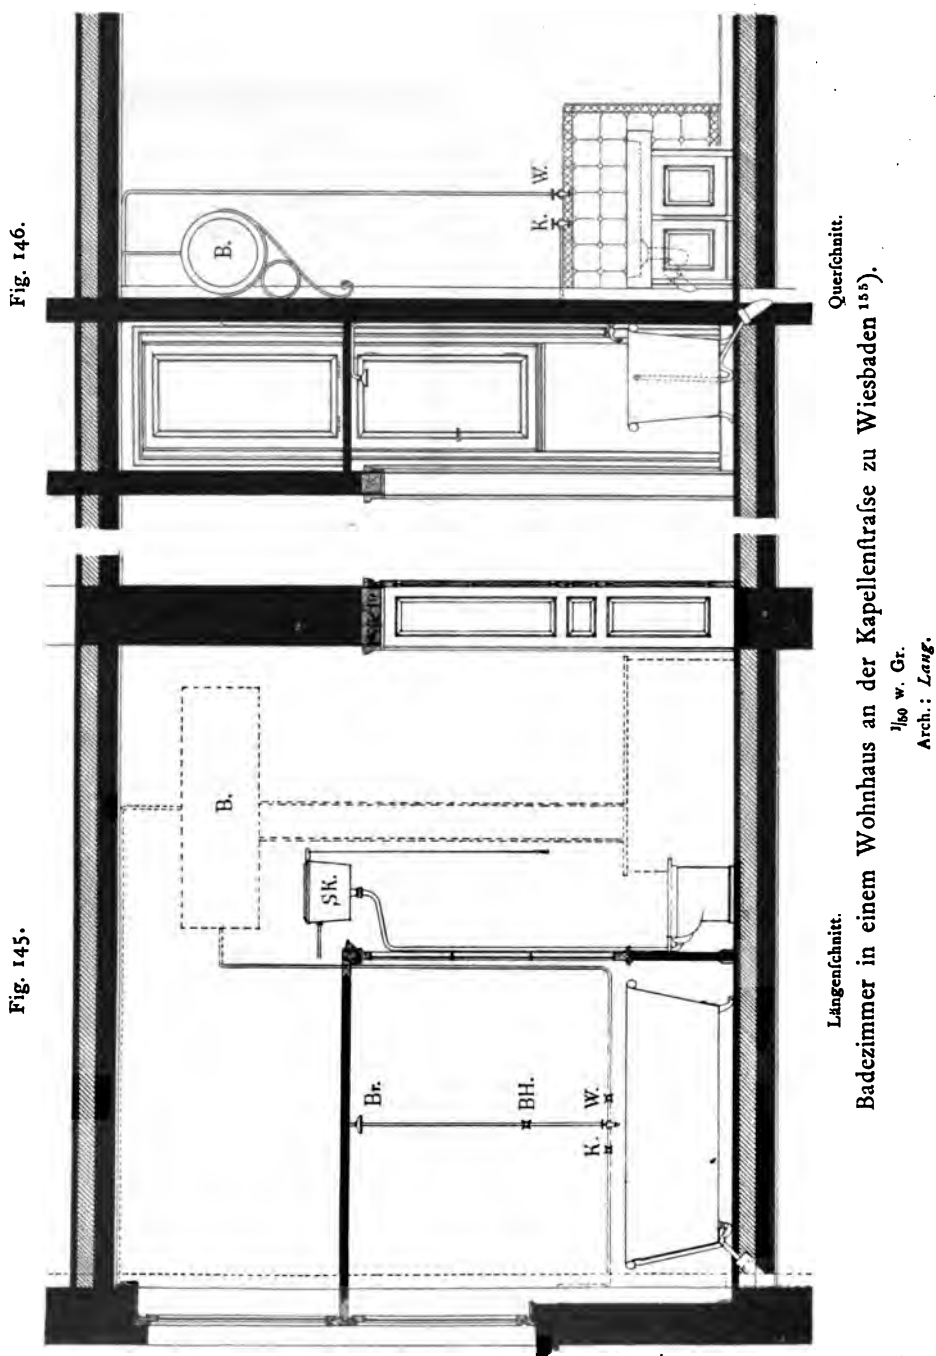 Fig. 145.
Fig. 146.
B.
SK.
Br.
BH.
K.
W.
B.
K.
W.
Längenſchnitt.
Querſchnitt.
Badezimmer in einem Wohnhaus an der Kapellenſtraſse zu Wiesbaden ¹⁵⁵).
1/50 w. Gr.
Arch.: Lang.